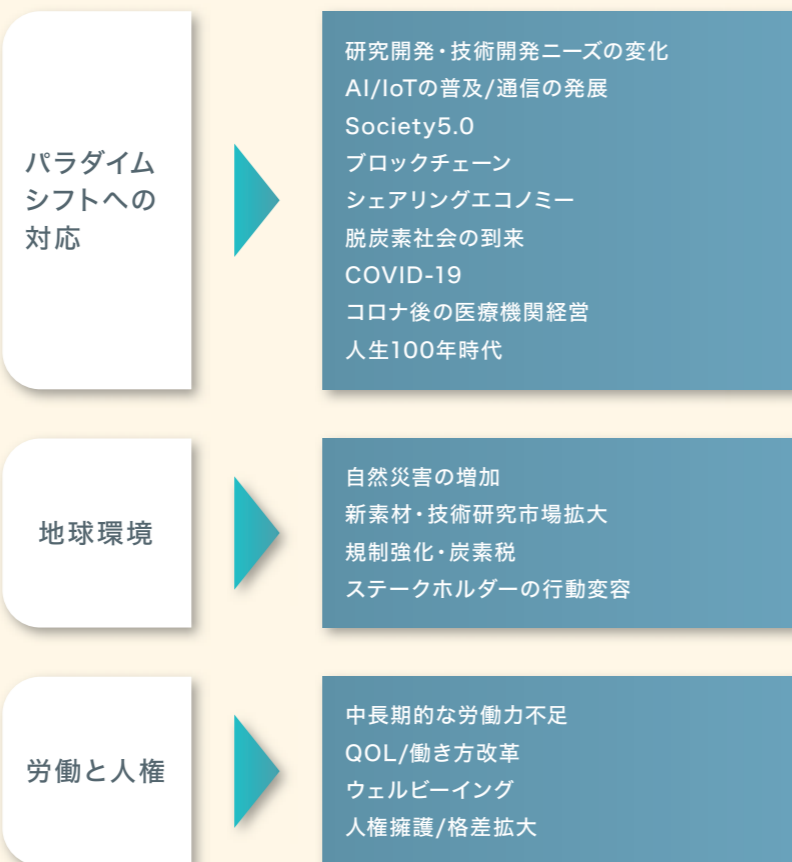 パラダイム
シフトへの
対応
研究開発・技術開発ニーズの変化
AI/IoTの普及/通信の発展
Society5.0
ブロックチェーン
シェアリングエコノミー
脱炭素社会の到来
COVID-19
コロナ後の医療機関経営
人生100年時代
地球環境
自然災害の増加
新素材・技術研究市場拡大
規制強化・炭素税
ステークホルダーの行動変容
労働と人権
中長期的な労働力不足
QOL/働き方改革
ウェルビーイング
人権擁護/格差拡大